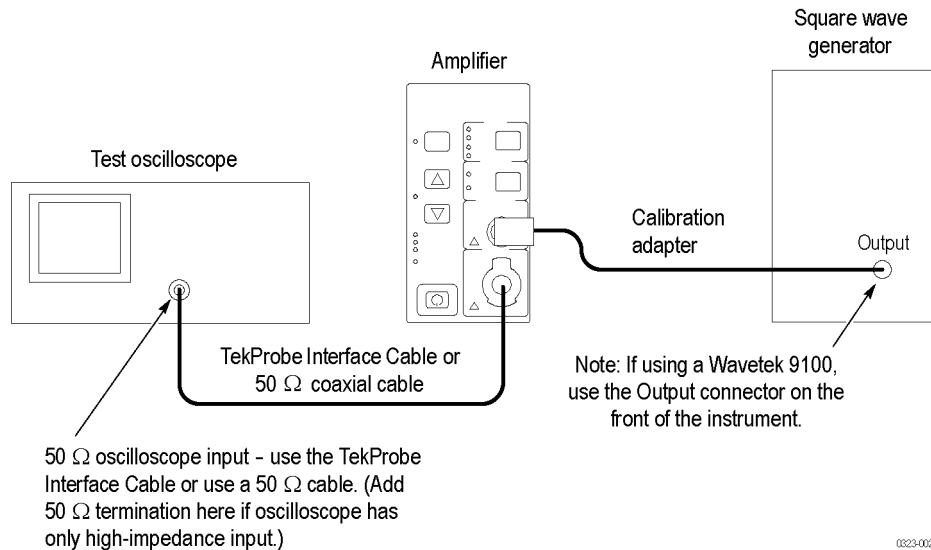 Square wave
generator
Amplifier
Test oscilloscope
Calibration
adapter
Output
TekProbe Interface Cable or
50 Ω coaxial cable
Note: If using a Wavetek 9100,
use the Output connector on the
front of the instrument.
50 Ω oscilloscope input – use the TekProbe
Interface Cable or use a 50 Ω cable. (Add
50 Ω termination here if oscilloscope has
only high-impedance input.)
0323-002